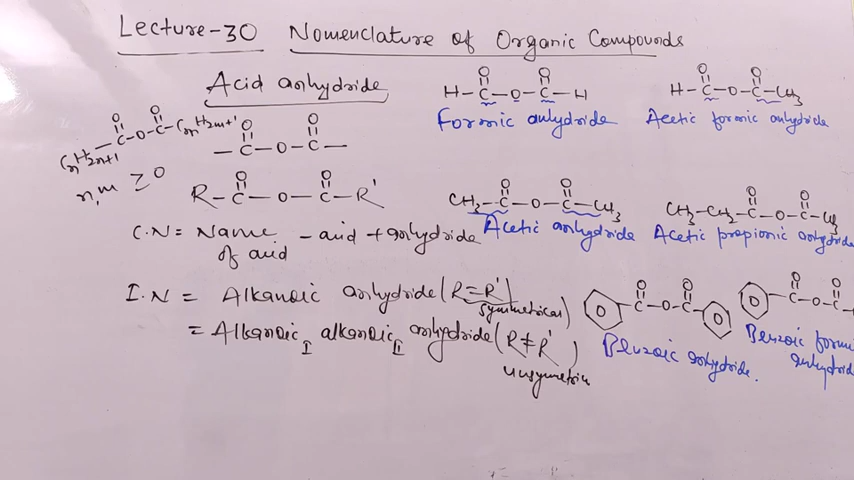 Lecture-30 Nomenclature of Organic Compounds
Acid anhydride
CnH2n+1-C(=O)-O-C(=O)-CmH2m+1
n,m ≥ 0
-C(=O)-O-C(=O)-
R-C(=O)-O-C(=O)-R'
C.N = Name of acid - acid + anhydride
I.N = Alkanoic anhydride (R=R') symmetrical
= Alkanoic I alkanoic II anhydride (R≠R')
H-C(=O)-O-C(=O)-H
Formic anhydride
H-C(=O)-O-C(=O)-CH3
Acetic formic anhydride
CH3-C(=O)-O-C(=O)-CH3
Acetic anhydride
CH3-CH2-C(=O)-O-C(=O)-CH3
Acetic propionic anhydride
-C(=O)-O-C(=O)-
Benzoic anhydride.
-C(=O)-O-C-
Benzoic formi
anhydride